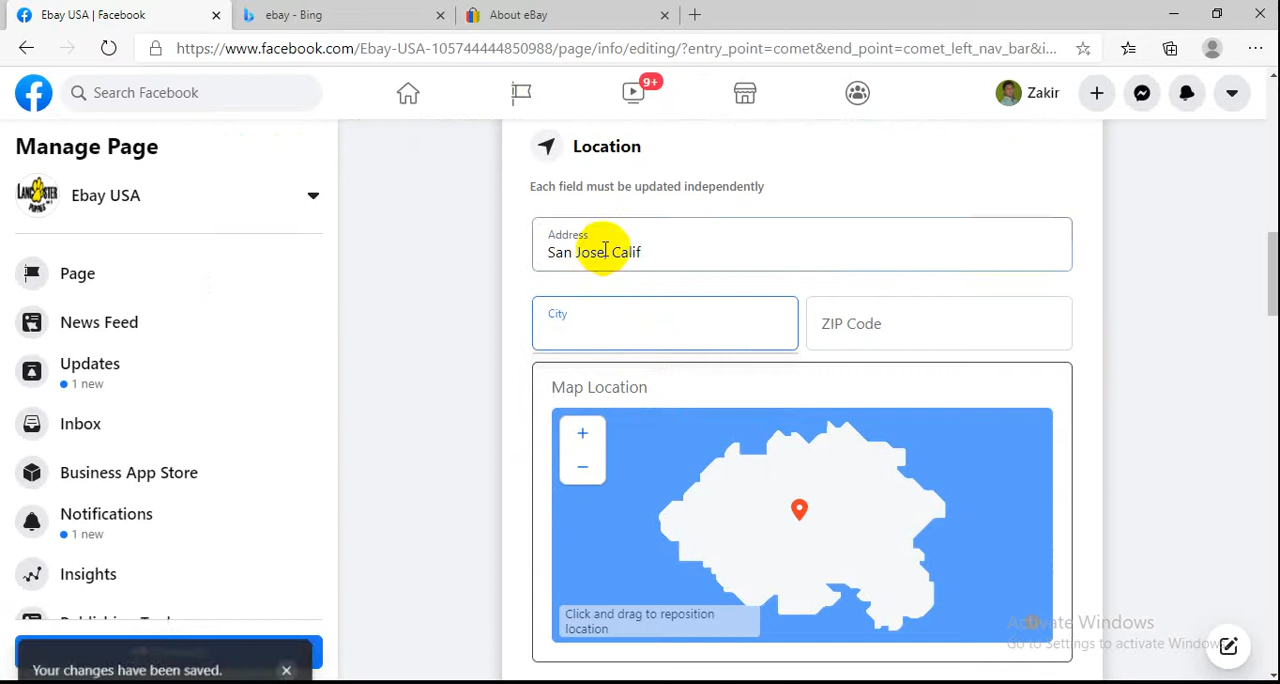 Ebay USA | Facebook
ebay - Bing
About eBay
https://www.facebook.com/Ebay-USA-105744444850988/page/info/editing/?entry_point=comet&end_point=comet_left_nav_bar&i...
Search Facebook
9+
Zakir
Manage Page
LANCASTER
PUPPIES
Ebay USA
Page
News Feed
Updates
1 new
Inbox
Business App Store
Notifications
1 new
Insights
Your changes have been saved.
Location
Each field must be updated independently
Address
San Jose, Calif
City
ZIP Code
Map Location
+
−
Click and drag to reposition
location
Activate Windows
Go to Settings to activate Windows.